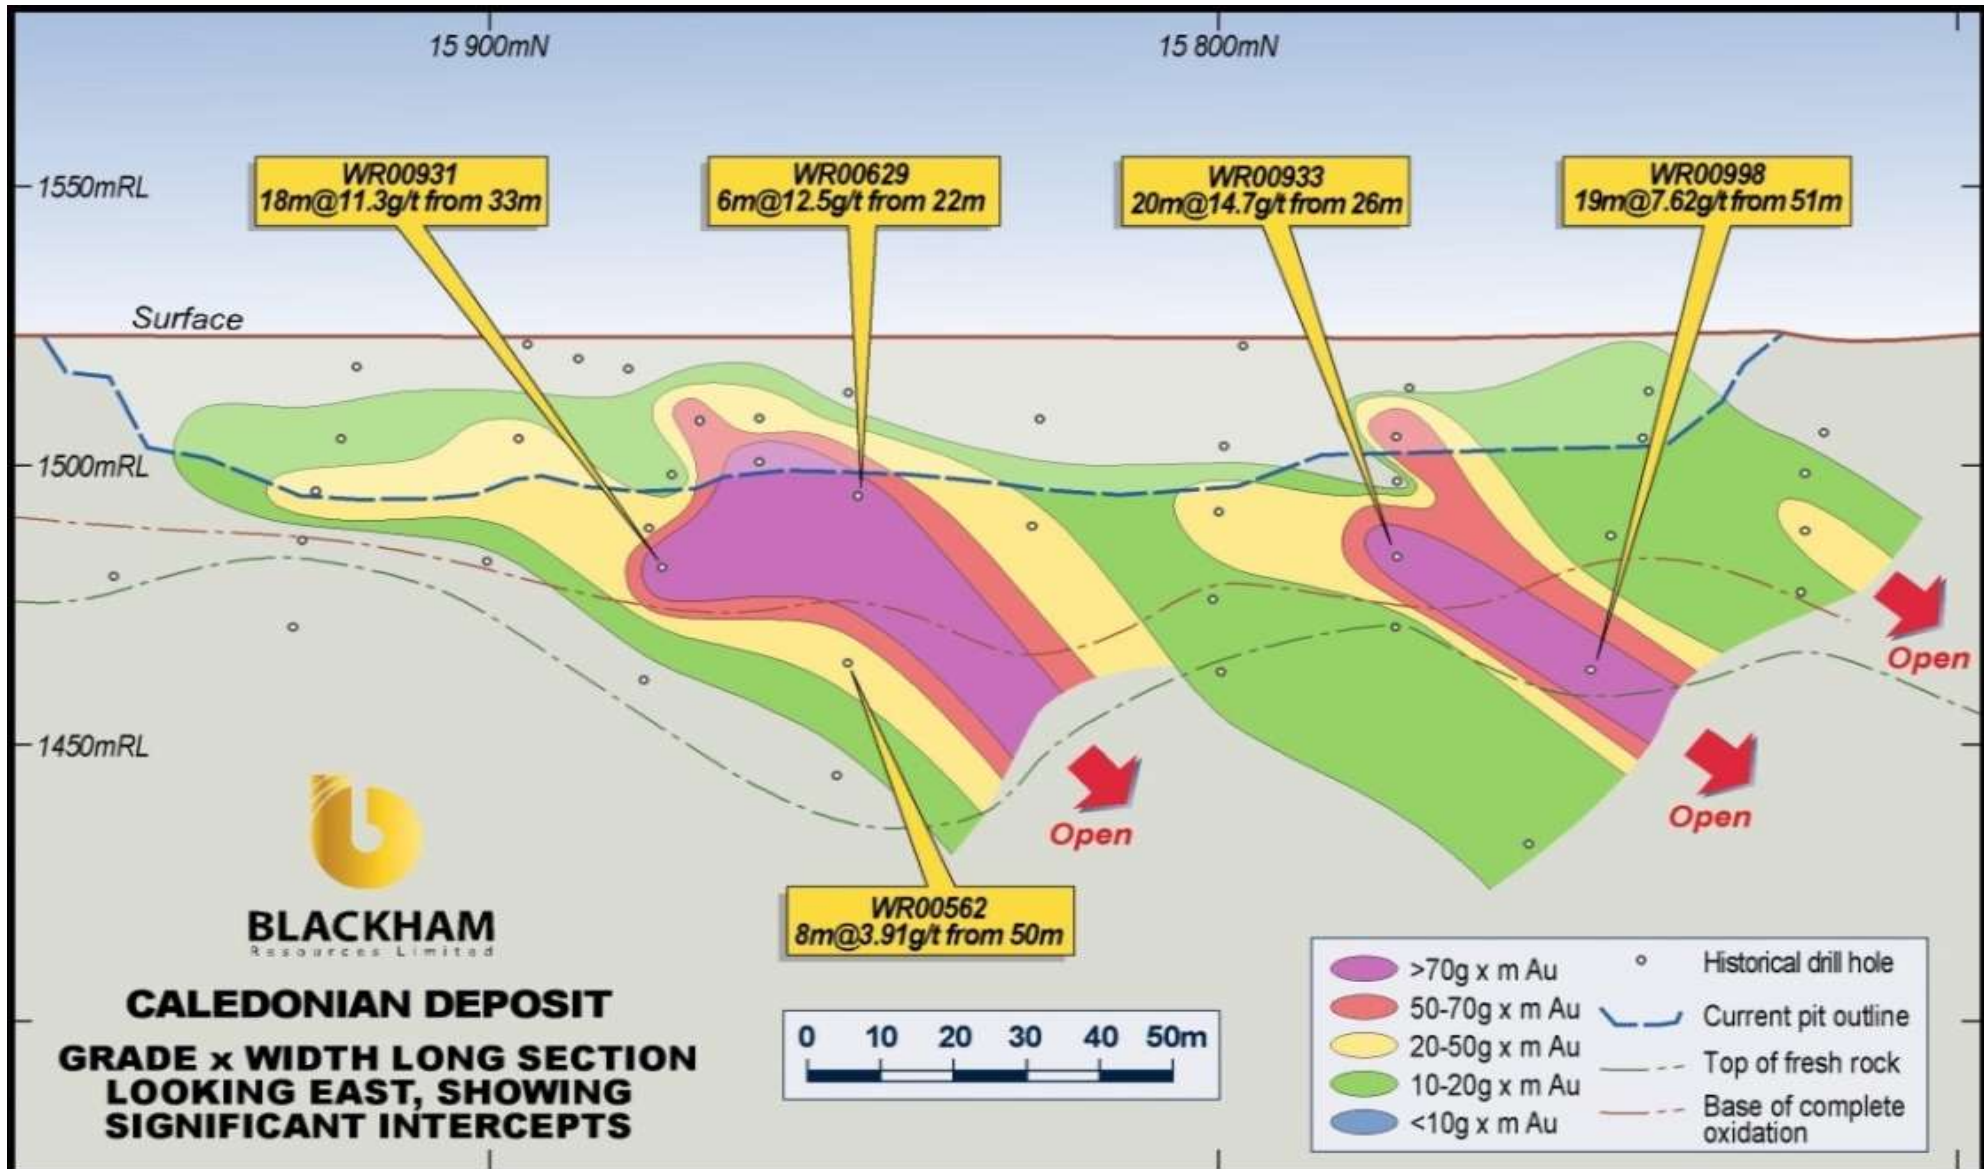 15 900mN
15 800mN
1550mRL
WR00931
18m@11.3g/t from 33m
WR00629
6m@12.5g/t from 22m
WR00933
20m@14.7g/t from 26m
WR00998
19m@7.62g/t from 51m
Surface
1500mRL
1450mRL
Open
Open
Open
WR00562
8m@3.91g/t from 50m
BLACKHAM
Resources Limited
CALEDONIAN DEPOSIT
GRADE x WIDTH LONG SECTION
LOOKING EAST, SHOWING
SIGNIFICANT INTERCEPTS
0 10 20 30 40 50m
>70g x m Au
50-70g x m Au
20-50g x m Au
10-20g x m Au
<10g x m Au
Historical drill hole
Current pit outline
Top of fresh rock
Base of complete
oxidation